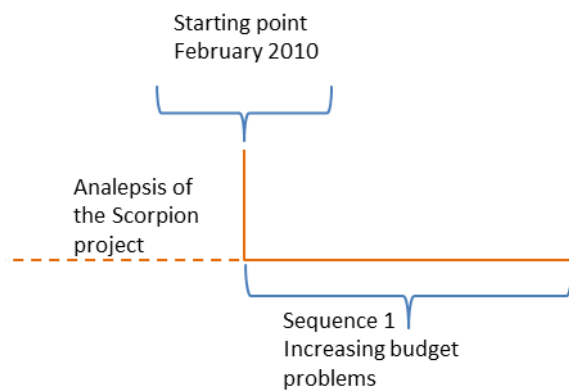 Starting point
February 2010
Analepsis of
the Scorpion
project
Sequence 1
Increasing budget
problems